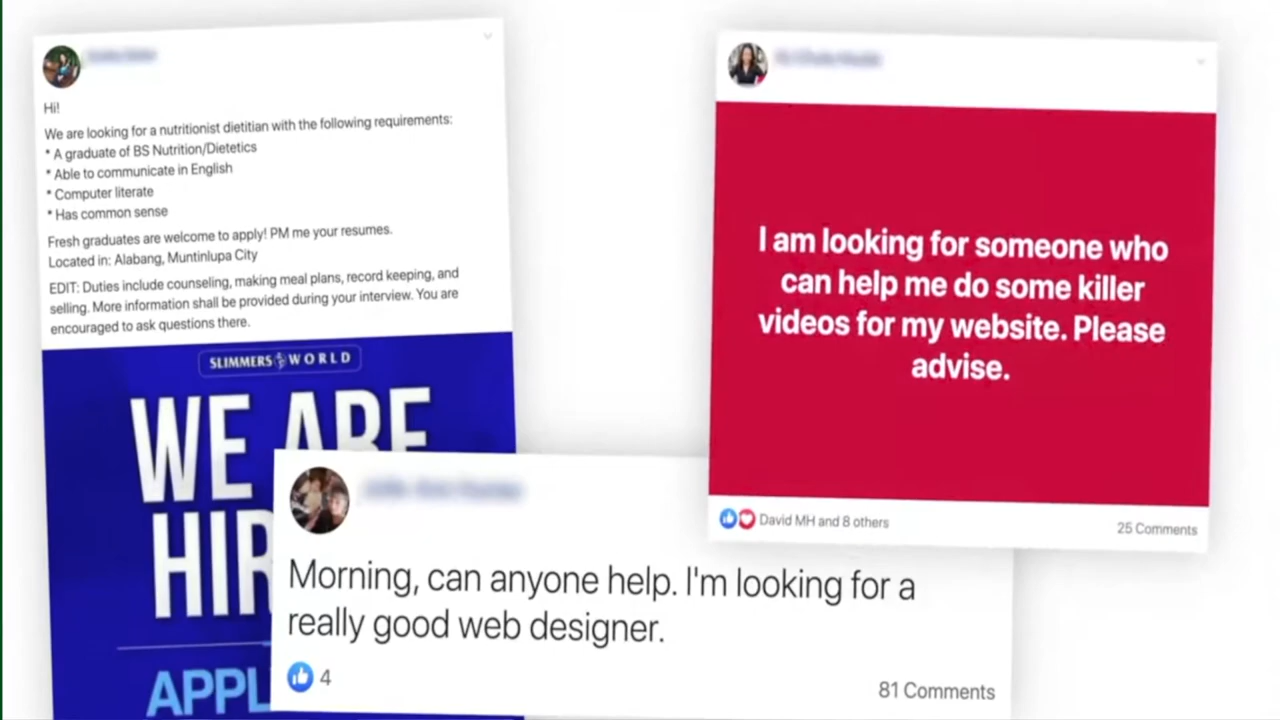 Hi!
We are looking for a nutritionist dietitian with the following requirements:
* A graduate of BS Nutrition/Dietetics
* Able to communicate in English
* Computer literate
* Has common sense
Fresh graduates are welcome to apply! PM me your resumes.
Located in: Alabang, Muntinlupa City
EDIT: Duties include counseling, making meal plans, record keeping, and
selling. More information shall be provided during your interview. You are
encouraged to ask questions there.
SLIMMERS WORLD
WE ARE
HIR
APPL
I am looking for someone who
can help me do some killer
videos for my website. Please
advise.
David MH and 8 others
25 Comments
Morning, can anyone help. I'm looking for a
really good web designer.
4
81 Comments